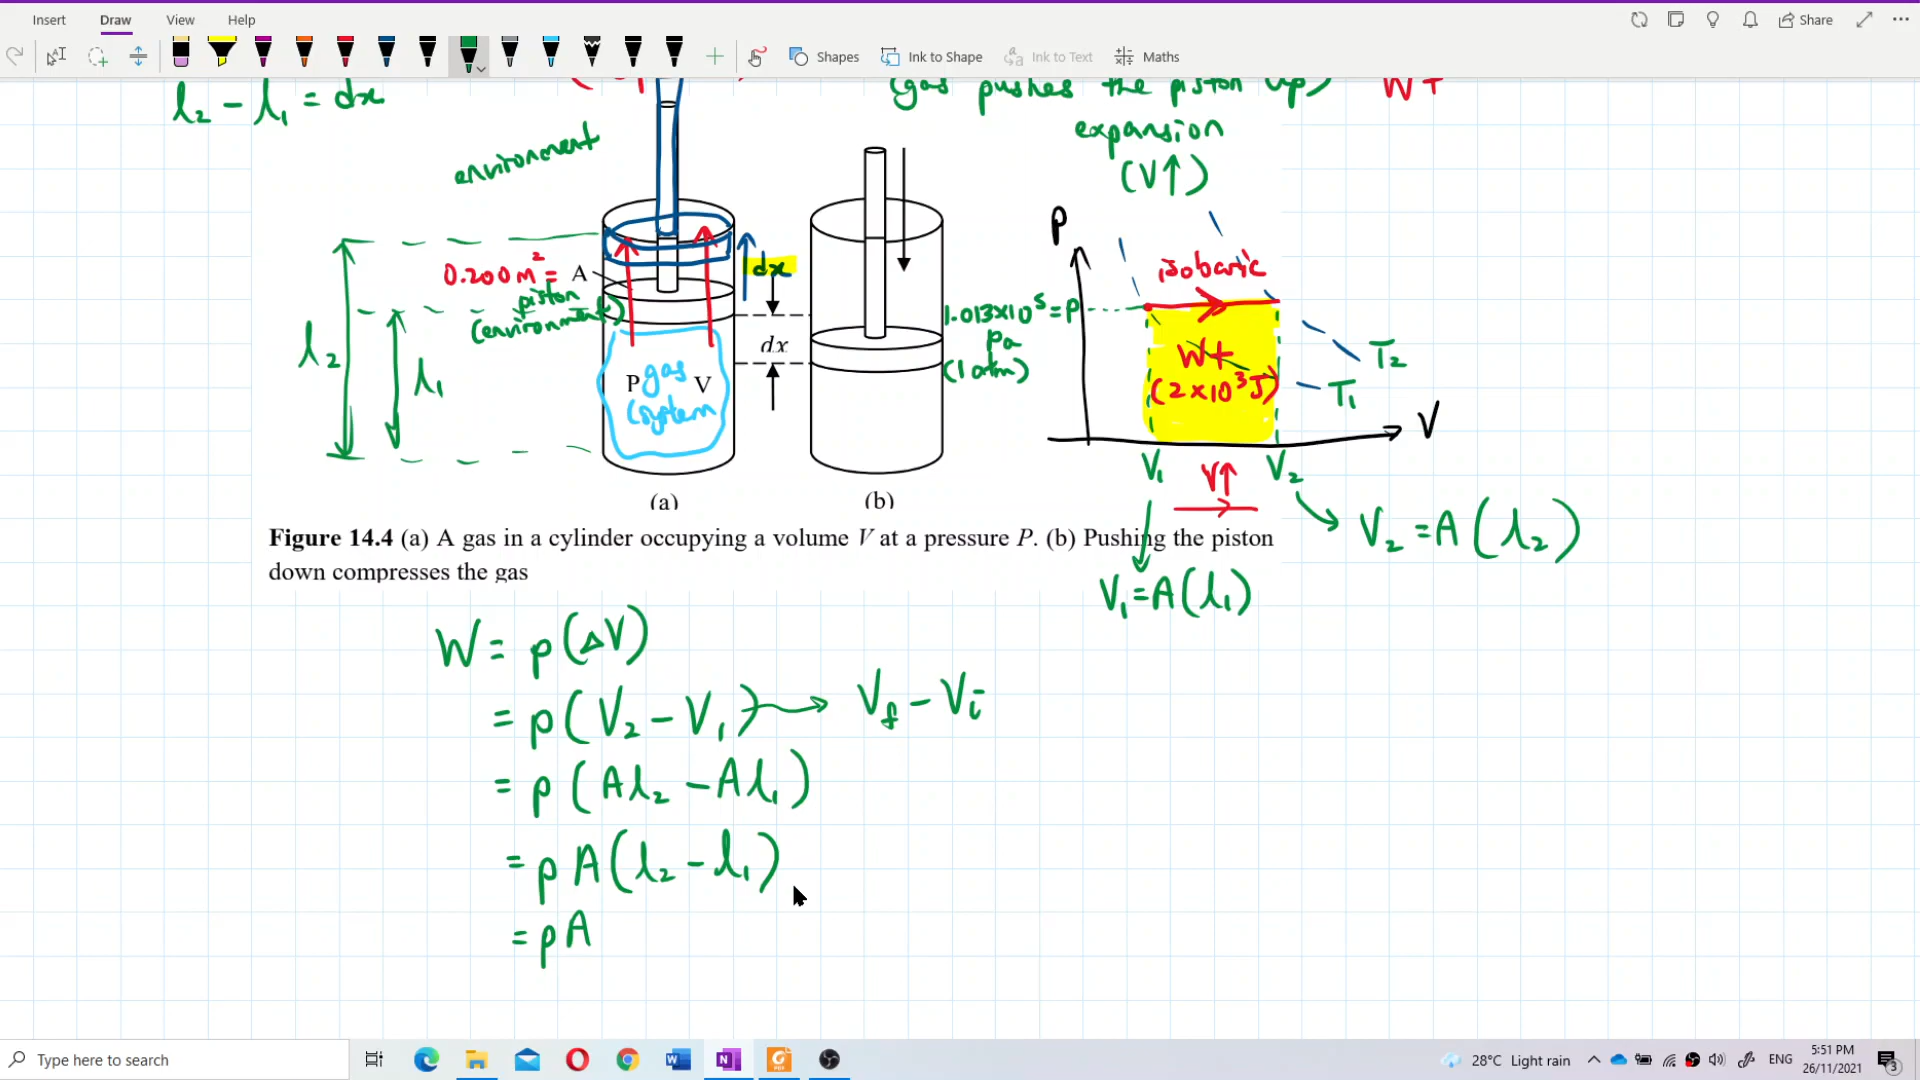 Insert Draw View Help
Share
Shapes Ink to Shape Ink to Text Maths
l₂ - l₁ = dx
(gas pushes the piston up) W+
expansion
(V↑)
environment
P
0.200 m² = A
dx
isobaric
piston
(environment)
1.013×10⁵ = P
Pa
(1 atm)
l₂
l₁
dx
W+
(2×10³J)
T₂
T₁
P gas V
(system
V
V₁ V↑ V₂
(a) (b)
V₂ = A(l₂)
Figure 14.4 (a) A gas in a cylinder occupying a volume V at a pressure P. (b) Pushing the piston
down compresses the gas
V₁ = A(l₁)
W = p(ΔV)
= p(V₂ - V₁) → Vf - Vi
= p(Al₂ - Al₁)
= pA(l₂ - l₁)
= pA
Type here to search
28°C Light rain
ENG
5:51 PM
26/11/2021
3